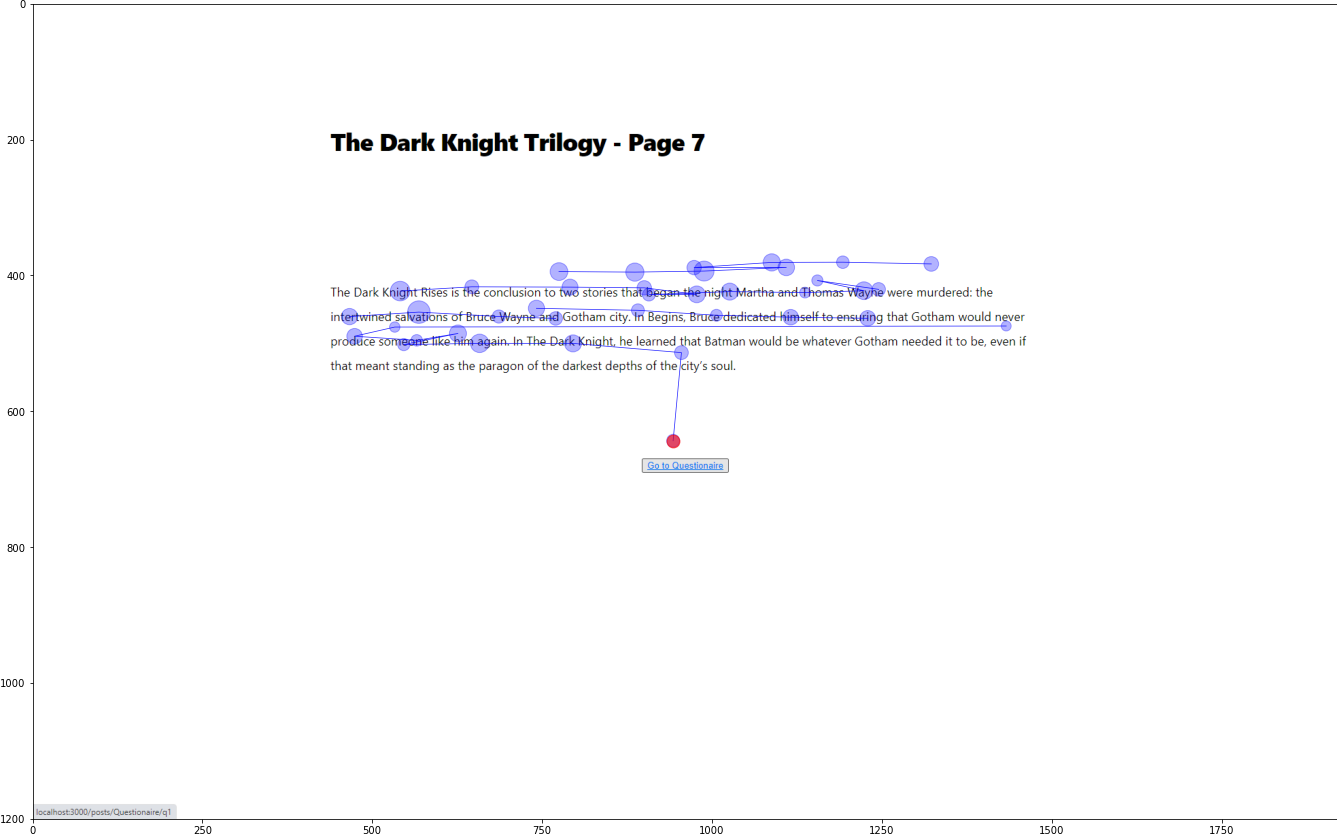 0
200
The Dark Knight Trilogy - Page 7
400
The Dark Knight Rises is the conclusion to two stories that began the night Martha and Thomas Wayne were murdered: the
intertwined salvations of Bruce Wayne and Gotham city. In Begins, Bruce dedicated himself to ensuring that Gotham would never
produce someone like him again. In The Dark Knight, he learned that Batman would be whatever Gotham needed it to be, even if
that meant standing as the paragon of the darkest depths of the city's soul.
600
Go to Questionaire
800
1000
localhost:3000/posts/Questionaire/q1
1200
0 250 500 750 1000 1250 1500 1750